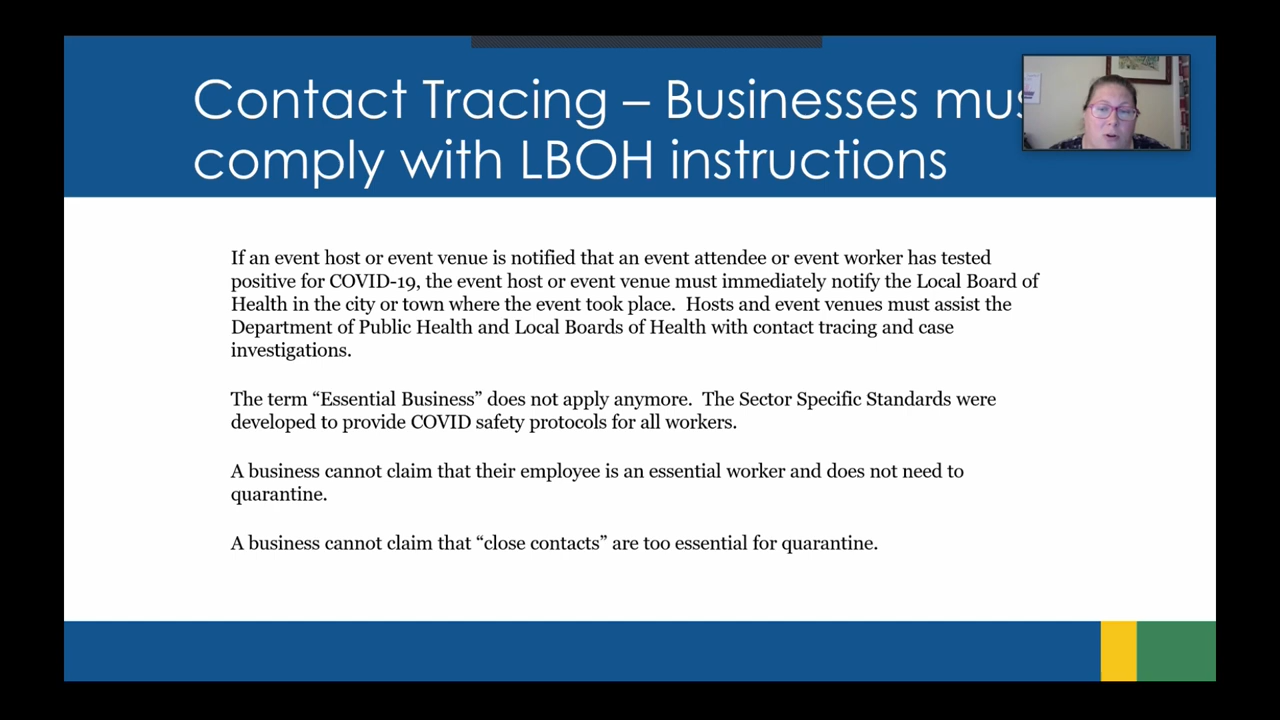 Contact Tracing – Businesses
comply with LBOH instructions
If an event host or event venue is notified that an event attendee or event worker has tested
positive for COVID-19, the event host or event venue must immediately notify the Local Board of
Health in the city or town where the event took place.  Hosts and event venues must assist the
Department of Public Health and Local Boards of Health with contact tracing and case
investigations.
The term “Essential Business” does not apply anymore.  The Sector Specific Standards were
developed to provide COVID safety protocols for all workers.
A business cannot claim that their employee is an essential worker and does not need to
quarantine.
A business cannot claim that “close contacts” are too essential for quarantine.